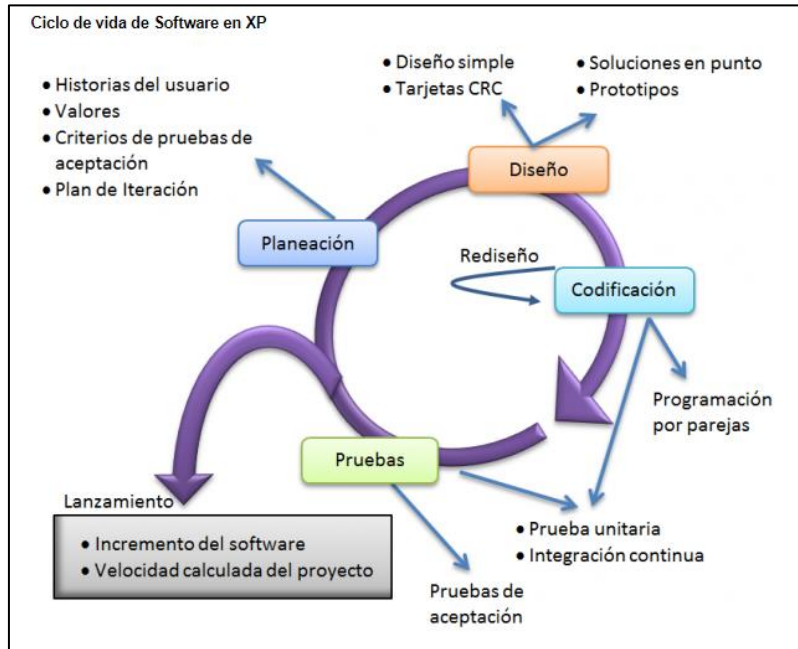 Ciclo de vida de Software en XP
• Historias del usuario
• Valores
• Criterios de pruebas de
aceptación
• Plan de Iteración
• Diseño simple
• Tarjetas CRC
• Soluciones en punto
• Prototipos
Diseño
Planeación
Rediseño
Codificación
Programación
por parejas
Pruebas
Lanzamiento
• Incremento del software
• Velocidad calculada del proyecto
• Prueba unitaria
• Integración continua
Pruebas de
aceptación